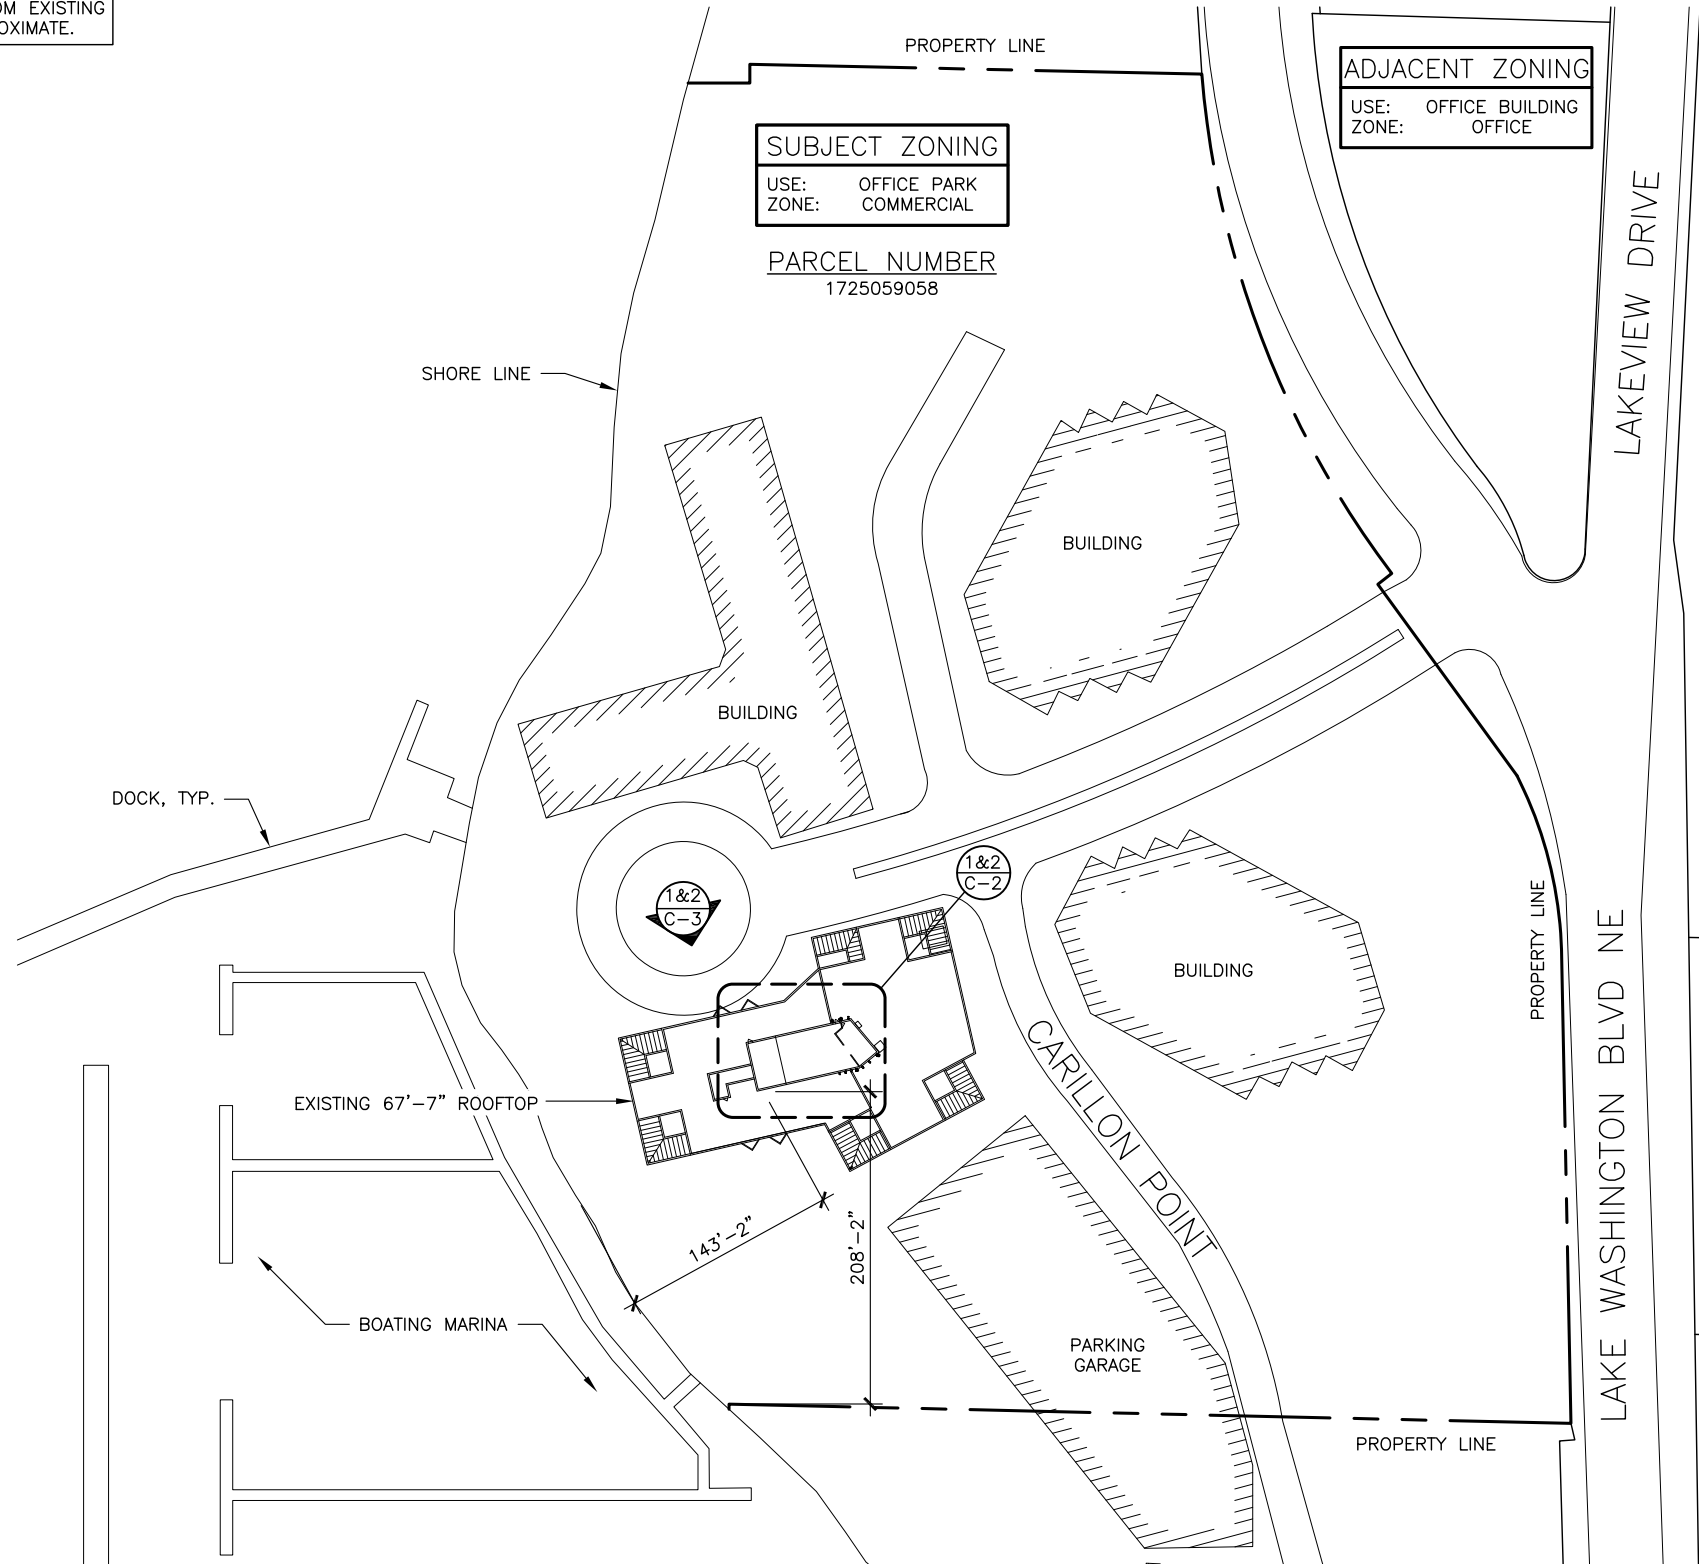 EXISTING
OXIMATE.
PROPERTY LINE
ADJACENT ZONING
USE: OFFICE BUILDING
ZONE: OFFICE
SUBJECT ZONING
USE: OFFICE PARK
ZONE: COMMERCIAL
PARCEL NUMBER
1725059058
LAKEVIEW DRIVE
SHORE LINE
BUILDING
BUILDING
DOCK, TYP.
1&2
C-2
1&2
C-3
BUILDING
PROPERTY LINE
LAKE WASHINGTON BLVD NE
CARILLON POINT
EXISTING 67'-7" ROOFTOP
143'-2"
208'-2"
BOATING MARINA
PARKING
GARAGE
PROPERTY LINE